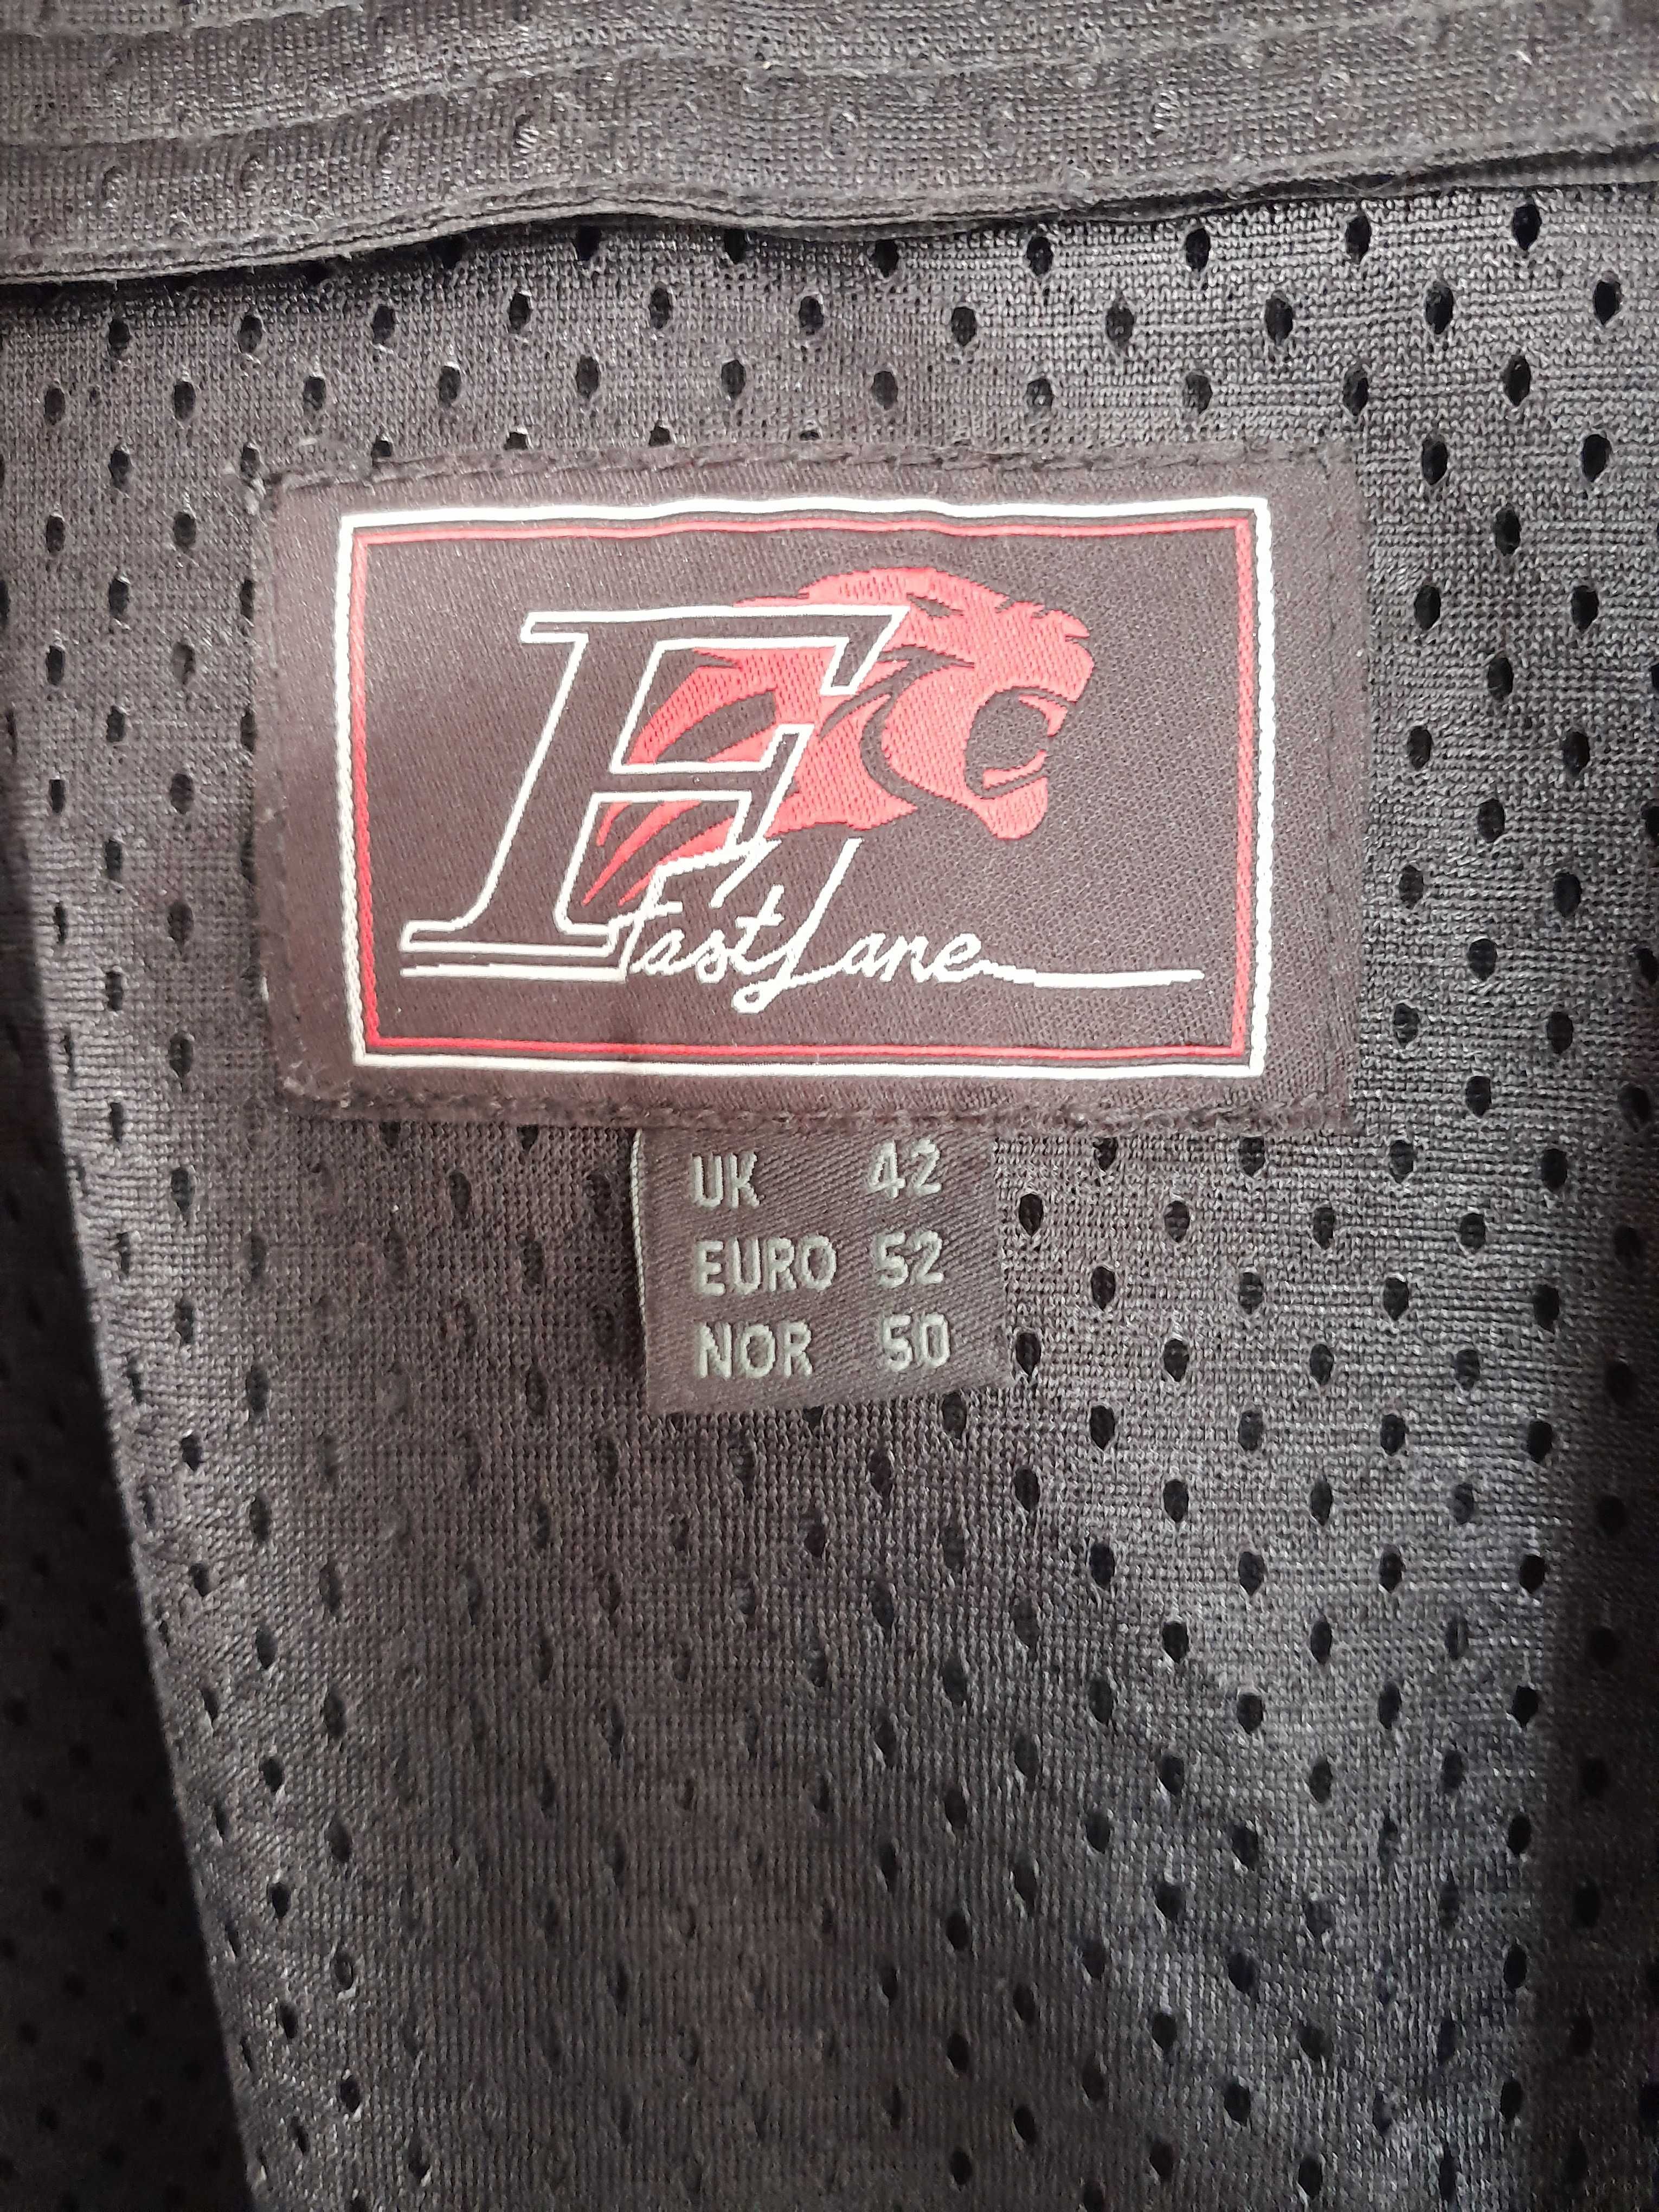 F
FastLane
UK 42
EURO 52
NOR 50